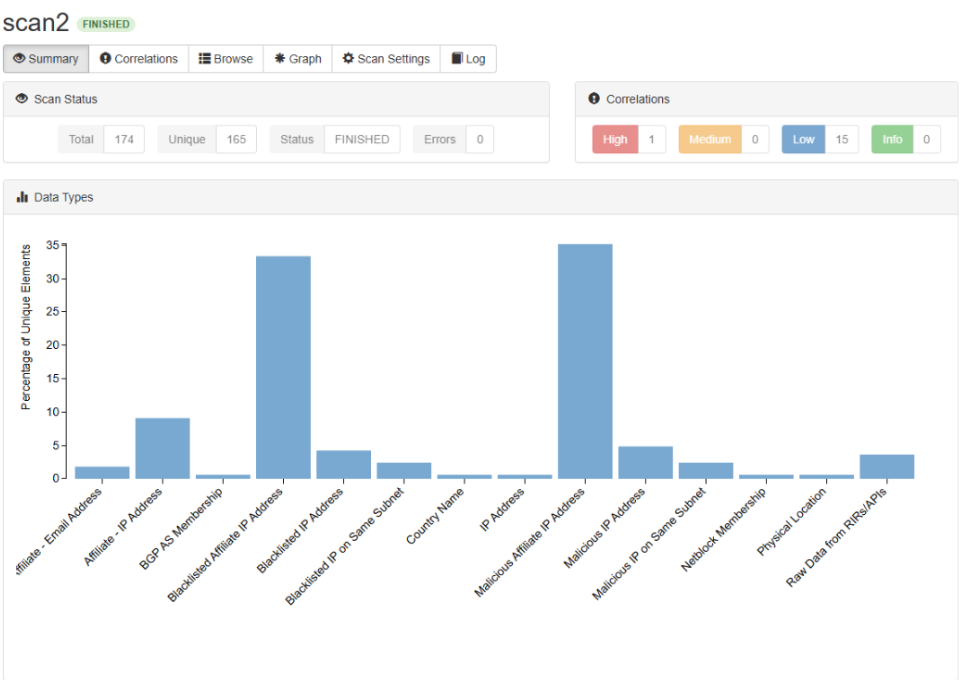 scan2 FINISHED
Summary Correlations Browse Graph Scan Settings Log
Scan Status
Total 174 Unique 165 Status FINISHED Errors 0
Correlations
High 1 Medium 0 Low 15 Info 0
Data Types
Percentage of Unique Elements
35
30
25
20
15
10
5
0
ffiliate - Email Address
Affiliate - IP Address
BGP AS Membership
Blacklisted Affiliate IP Address
Blacklisted IP Address
Blacklisted IP on Same Subnet
Country Name
IP Address
Malicious Affiliate IP Address
Malicious IP Address
Malicious IP on Same Subnet
Netblock Membership
Physical Location
Raw Data from RIRs/APIs